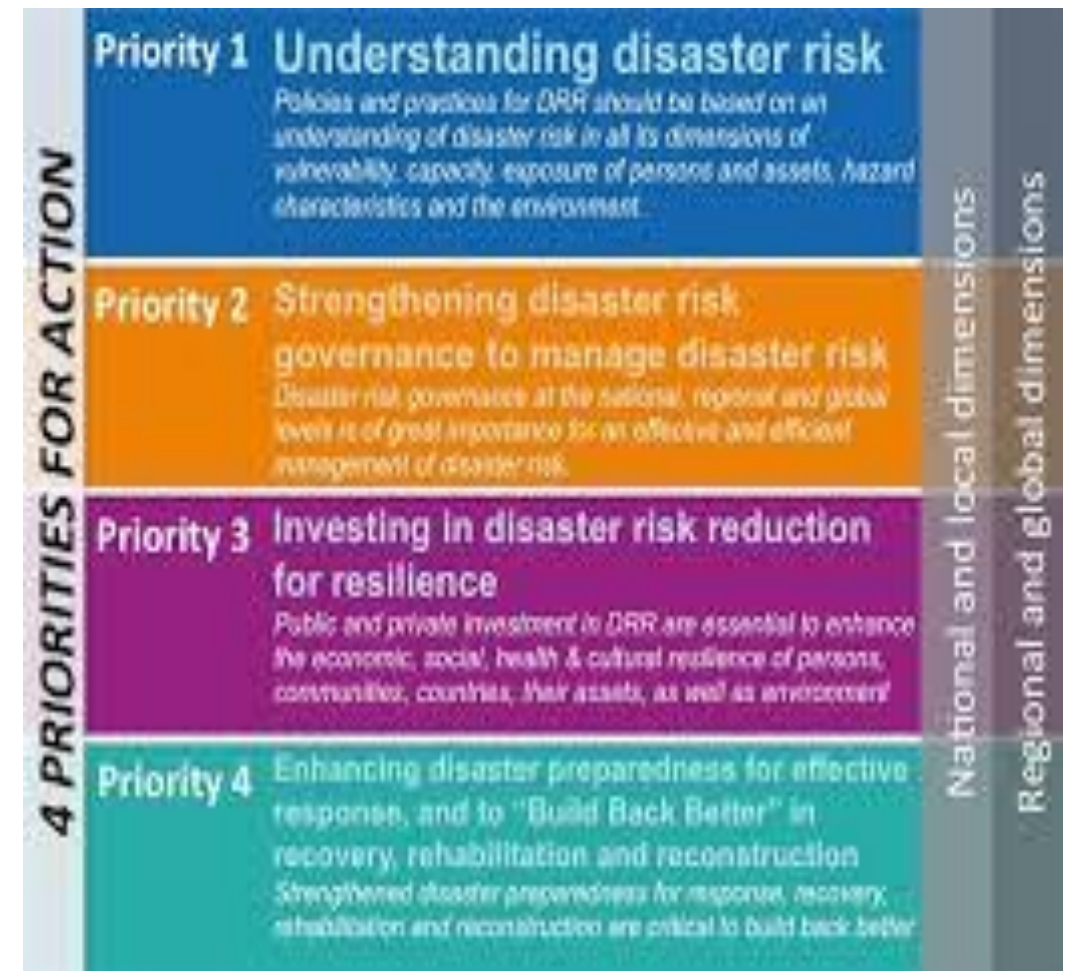 4 PRIORITIES FOR ACTION
Priority 1
Understanding disaster risk
Policies and practices for DRR should be based on an
understanding of disaster risk in all its dimensions of
vulnerability, capacity, exposure of persons and assets, hazard
characteristics and the environment.
Priority 2
Strengthening disaster risk
governance to manage disaster risk
Disaster risk governance at the national, regional and global
levels is of great importance for an effective and efficient
management of disaster risk.
Priority 3
Investing in disaster risk reduction
for resilience
Public and private investment in DRR are essential to enhance
the economic, social, health & cultural resilience of persons,
communities, countries, their assets, as well as environment
Priority 4
Enhancing disaster preparedness for effective
response, and to "Build Back Better" in
recovery, rehabilitation and reconstruction
Strengthened disaster preparedness for response, recovery,
rehabilitation and reconstruction are critical to build back better
National and local dimensions
Regional and global dimensions